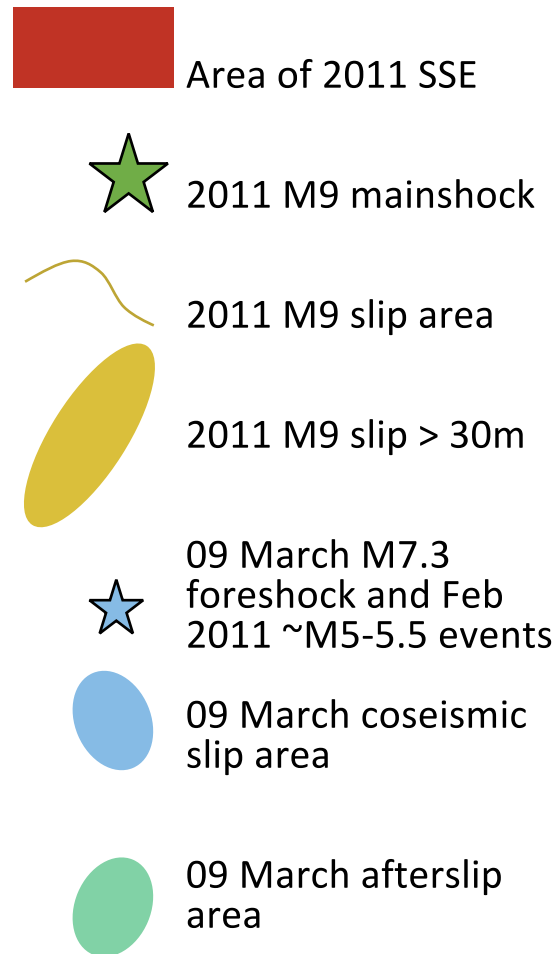 Area of 2011 SSE
2011 M9 mainshock
2011 M9 slip area
2011 M9 slip > 30m
09 March M7.3
foreshock and Feb
2011 ~M5-5.5 events
09 March coseismic
slip area
09 March afterslip
area